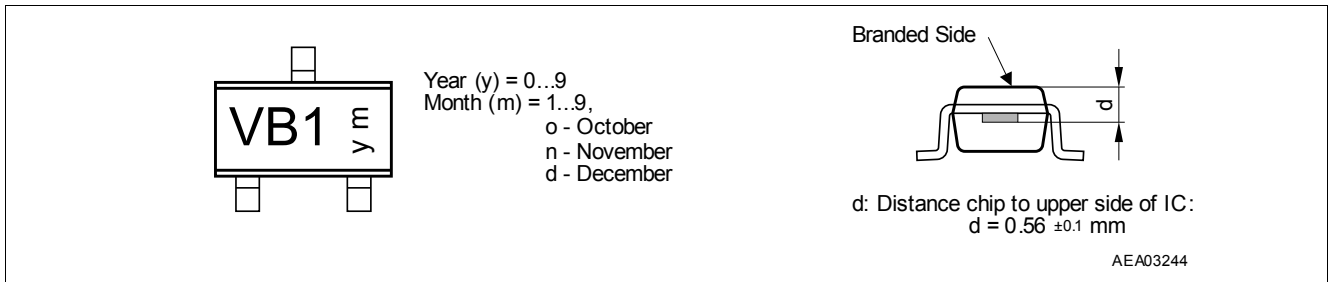 VB1 y m
Year (y) = 0...9
Month (m) = 1...9,
o - October
n - November
d - December
Branded Side
d
d: Distance chip to upper side of IC:
d = 0.56 ±0.1 mm
AEA03244